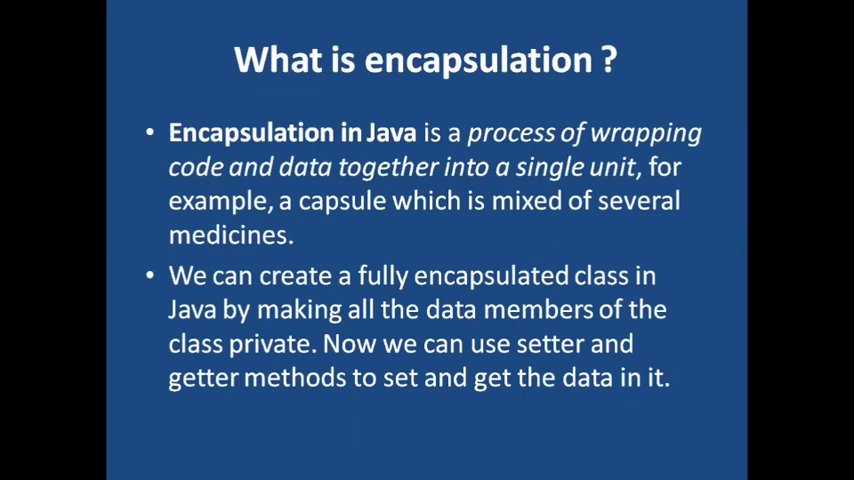 What is encapsulation ?
• Encapsulation in Java is a process of wrapping
code and data together into a single unit, for
example, a capsule which is mixed of several
medicines.
• We can create a fully encapsulated class in
Java by making all the data members of the
class private. Now we can use setter and
getter methods to set and get the data in it.